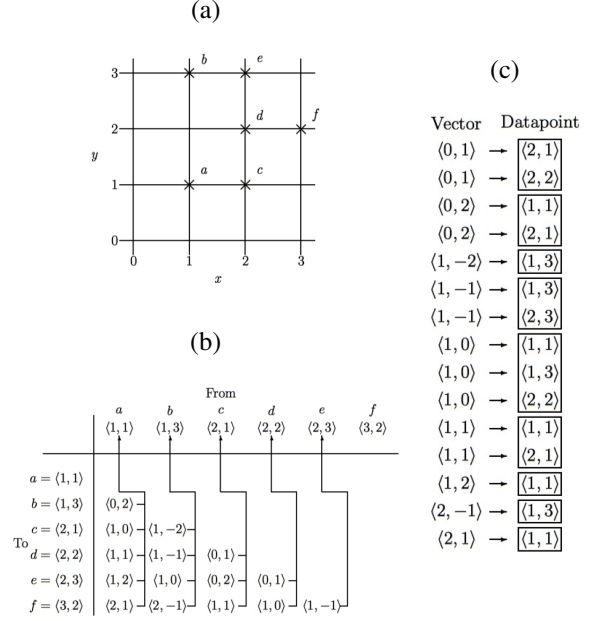 (a)
b e
3
d f
2
y
a c
1
0
0 1 2 3
x
(b)
From
a b c d e f
⟨1, 1⟩ ⟨1, 3⟩ ⟨2, 1⟩ ⟨2, 2⟩ ⟨2, 3⟩ ⟨3, 2⟩
a = ⟨1, 1⟩
b = ⟨1, 3⟩ ⟨0, 2⟩
c = ⟨2, 1⟩ ⟨1, 0⟩ ⟨1, −2⟩
To
d = ⟨2, 2⟩ ⟨1, 1⟩ ⟨1, −1⟩ ⟨0, 1⟩
e = ⟨2, 3⟩ ⟨1, 2⟩ ⟨1, 0⟩ ⟨0, 2⟩ ⟨0, 1⟩
f = ⟨3, 2⟩ ⟨2, 1⟩ ⟨2, −1⟩ ⟨1, 1⟩ ⟨1, 0⟩ ⟨1, −1⟩
(c)
Vector Datapoint
⟨0, 1⟩ → ⟨2, 1⟩
⟨0, 1⟩ → ⟨2, 2⟩
⟨0, 2⟩ → ⟨1, 1⟩
⟨0, 2⟩ → ⟨2, 1⟩
⟨1, −2⟩ → ⟨1, 3⟩
⟨1, −1⟩ → ⟨1, 3⟩
⟨1, −1⟩ → ⟨2, 3⟩
⟨1, 0⟩ → ⟨1, 1⟩
⟨1, 0⟩ → ⟨1, 3⟩
⟨1, 0⟩ → ⟨2, 2⟩
⟨1, 1⟩ → ⟨1, 1⟩
⟨1, 1⟩ → ⟨2, 1⟩
⟨1, 2⟩ → ⟨1, 1⟩
⟨2, −1⟩ → ⟨1, 3⟩
⟨2, 1⟩ → ⟨1, 1⟩